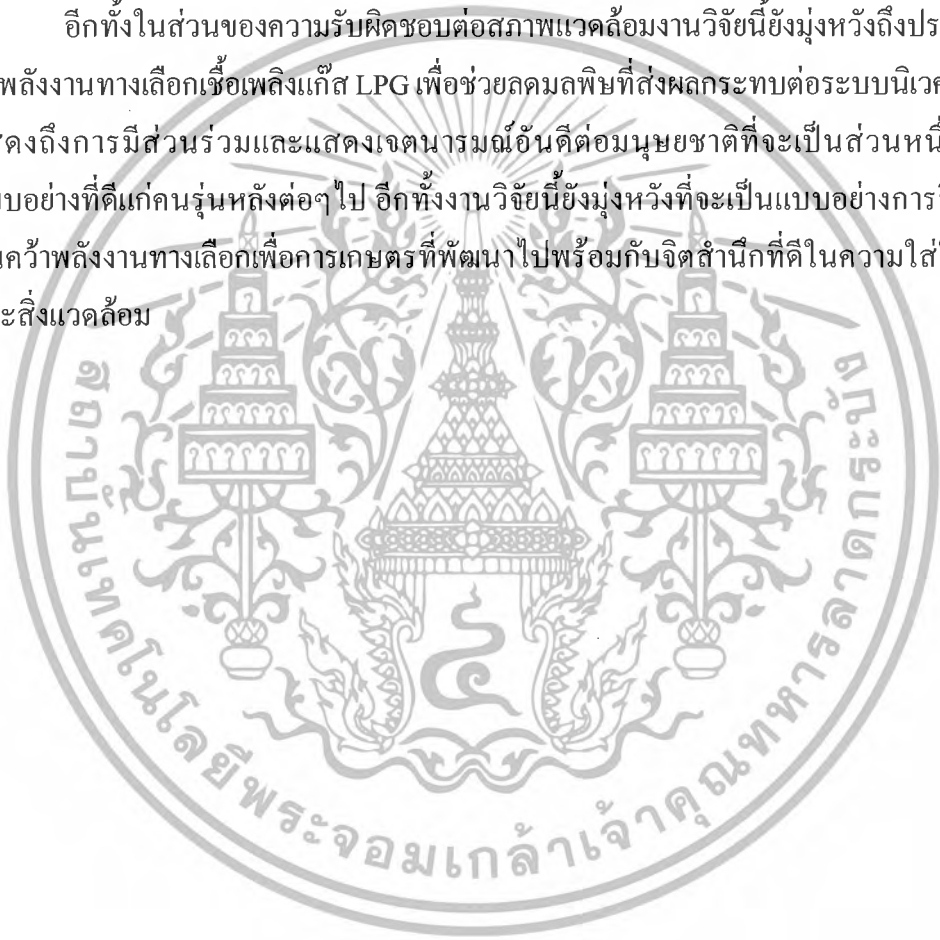 อีกทั้งในส่วนของความรับผิดชอบต่อสภาพแวดล้อมงานวิจัยนี้ยังมุ่งหวังถึงประ
พลังงานทางเลือกเชื้อเพลิงแก๊ส LPG เพื่อช่วยลดมลพิษที่ส่งผลกระทบต่อระบบนิเวศ
สดงถึงการมีส่วนร่วมและแสดงเจตนารมณ์อันดีต่อมนุษยชาติที่จะเป็นส่วนหนึ่
บอย่างที่ดีแก่คนรุ่นหลังต่อๆไป อีกทั้งงานวิจัยนี้ยังมุ่งหวังที่จะเป็นแบบอย่างการ
นคว้าพลังงานทางเลือกเพื่อการเกษตรที่พัฒนาไปพร้อมกับจิตสำนึกที่ดีในความใส่
ะสิ่งแวดล้อม
สถาบันเทคโนโลยีพระจอมเกล้าเจ้าคุณทหารลาดกระบัง
๔